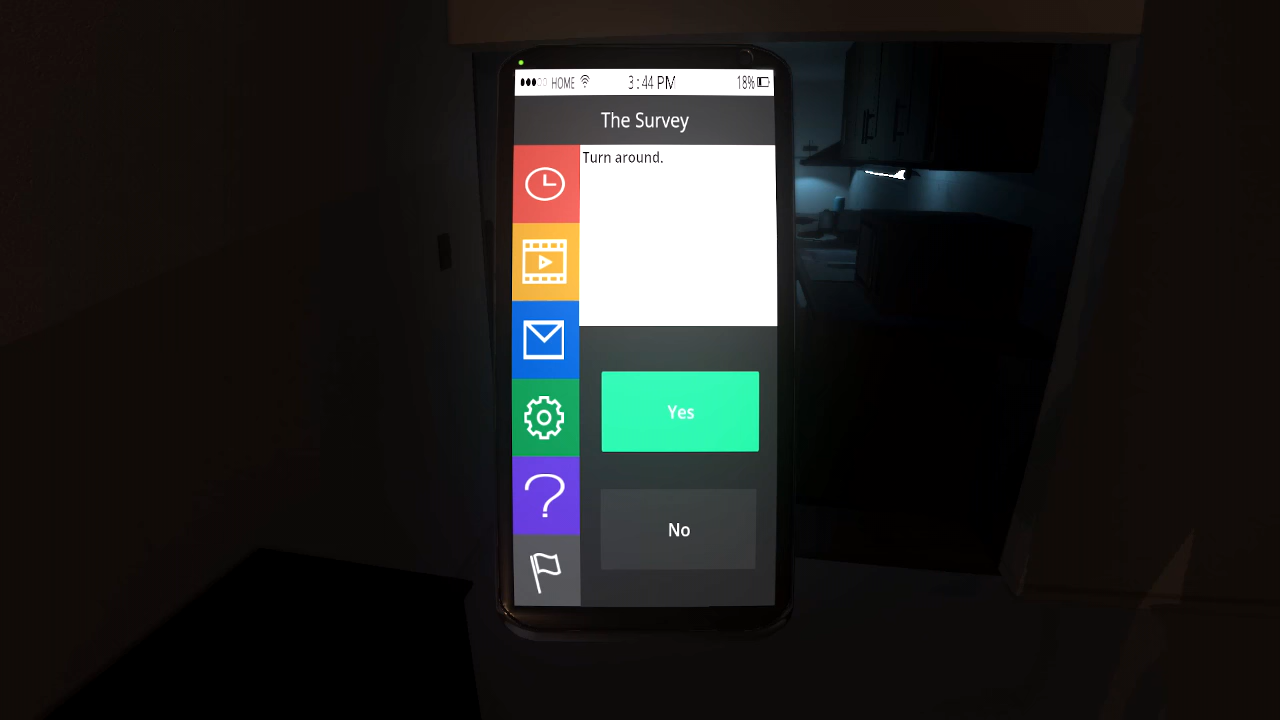 HOME 3:44 PM 18%
The Survey
Turn around.
Yes
No